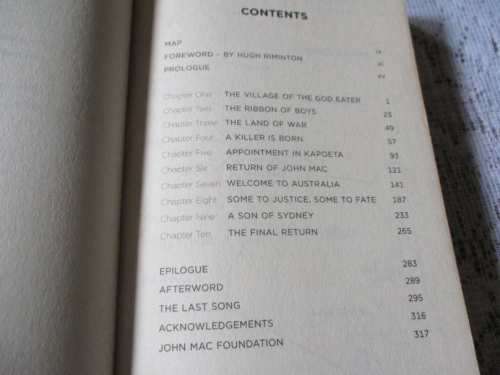 CONTENTS
MAP ix
FOREWORD – BY HUGH RIMINTON xi
PROLOGUE xv
Chapter One THE VILLAGE OF THE GOD EATER 1
Chapter Two THE RIBBON OF BOYS 25
Chapter Three THE LAND OF WAR 49
Chapter Four A KILLER IS BORN 57
Chapter Five APPOINTMENT IN KAPOETA 93
Chapter Six RETURN OF JOHN MAC 121
Chapter Seven WELCOME TO AUSTRALIA 141
Chapter Eight SOME TO JUSTICE, SOME TO FATE 187
Chapter Nine A SON OF SYDNEY 233
Chapter Ten THE FINAL RETURN 265
EPILOGUE 283
AFTERWORD 289
THE LAST SONG 295
ACKNOWLEDGEMENTS 316
JOHN MAC FOUNDATION 317